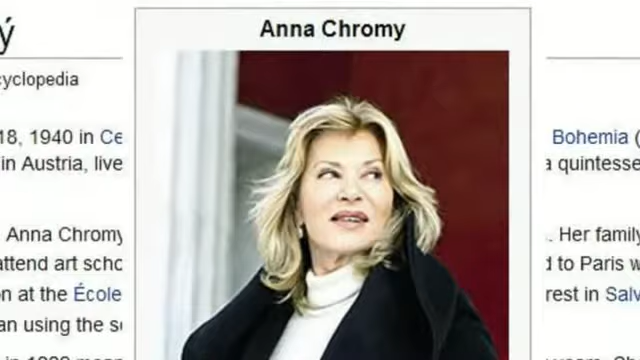 Anna Chromy
ý
cyclopedia
18, 1940 in Ce Bohemia (
in Austria, live a quintesse
Anna Chromy . Her family
attend art scho d to Paris w
on at the École rest in Salv
an using the s